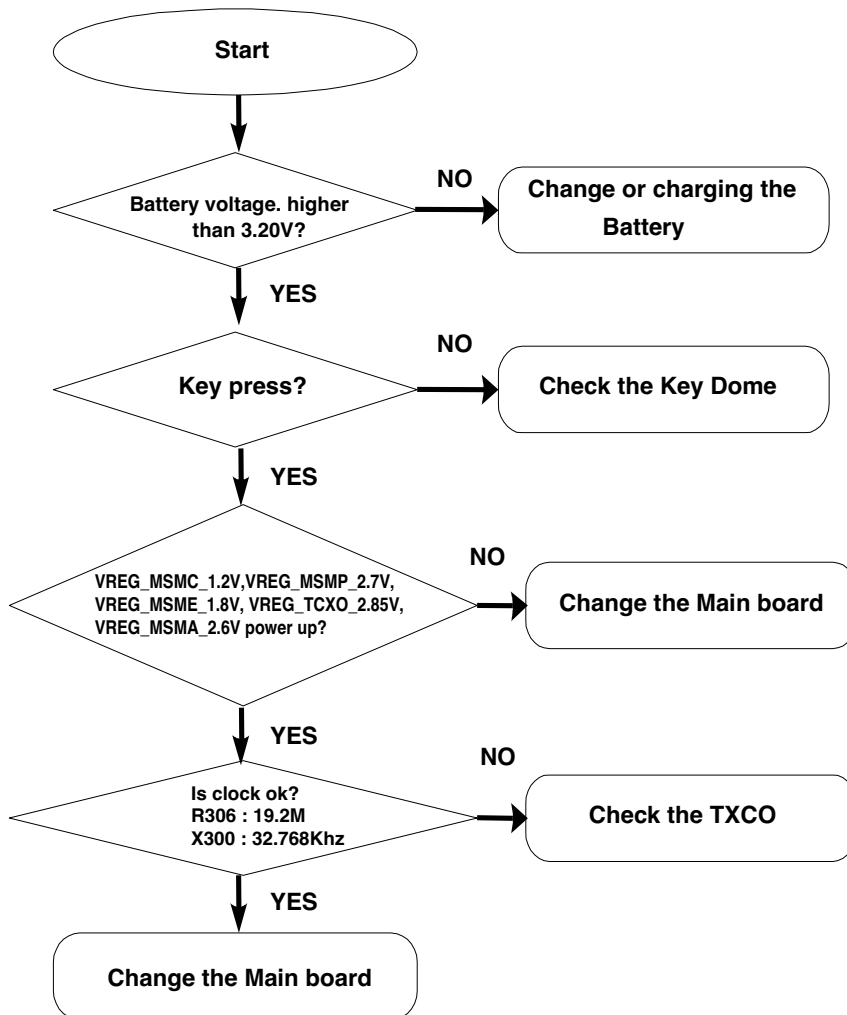 Start
Battery voltage. higher
than 3.20V?
NO
Change or charging the
Battery
YES
Key press?
NO
Check the Key Dome
YES
VREG_MSMC_1.2V,VREG_MSMP_2.7V,
VREG_MSME_1.8V, VREG_TCXO_2.85V,
VREG_MSMA_2.6V power up?
NO
Change the Main board
YES
Is clock ok?
R306 : 19.2M
X300 : 32.768Khz
NO
Check the TXCO
YES
Change the Main board